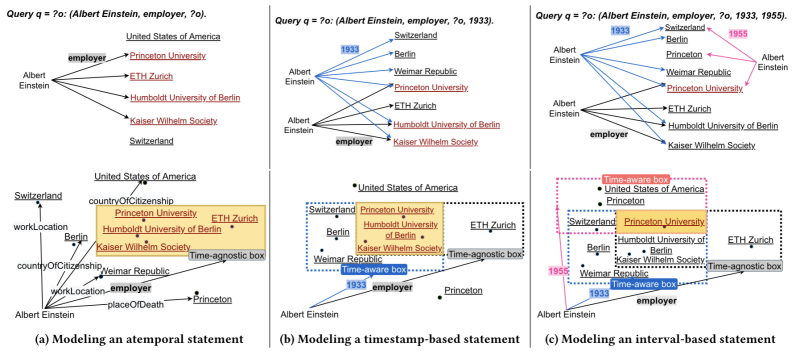 Query q = ?o: (Albert Einstein, employer, ?o).
United States of America
employer
Princeton University
ETH Zurich
Albert
Einstein
Humboldt University of Berlin
Kaiser Wilhelm Society
Switzerland
United States of America
Switzerland
countryOfCitizenship
Princeton University
ETH Zurich
workLocation
Humboldt University of Berlin
Berlin
Kaiser Wilhelm Society
Time-agnostic box
countryOfCitizenship
Weimar Republic
employer
workLocation
Princeton
placeOfDeath
Albert Einstein
(a) Modeling an atemporal statement
Query q = ?o: (Albert Einstein, employer, ?o, 1933).
Switzerland
1933
Berlin
Albert
Einstein
Weimar Republic
Princeton University
ETH Zurich
Albert
Einstein
Humboldt University of Berlin
employer
Kaiser Wilhelm Society
United States of America
Switzerland
Princeton University
Humboldt University
of Berlin
ETH Zurich
Berlin
Kaiser Wilhelm Society
Weimar Republic
Time-agnostic box
Time-aware box
employer
1933
Princeton
Albert Einstein
(b) Modeling a timestamp-based statement
Query q = ?o: (Albert Einstein, employer, ?o, 1933, 1955).
Switzerland
1955
1933
Berlin
Princeton
Albert
Einstein
Albert
Einstein
Weimar Republic
Princeton University
ETH Zurich
Albert
Einstein
Humboldt University of Berlin
employer
Kaiser Wilhelm Society
Time-aware box
United States of America
Princeton
Switzerland
Princeton University
Humboldt University of
Berlin
Berlin
ETH Zurich
Kaiser Wilhelm Society
Weimar Republic
Time-agnostic box
Time-aware box
1955
1933
employer
Albert Einstein
(c) Modeling an interval-based statement